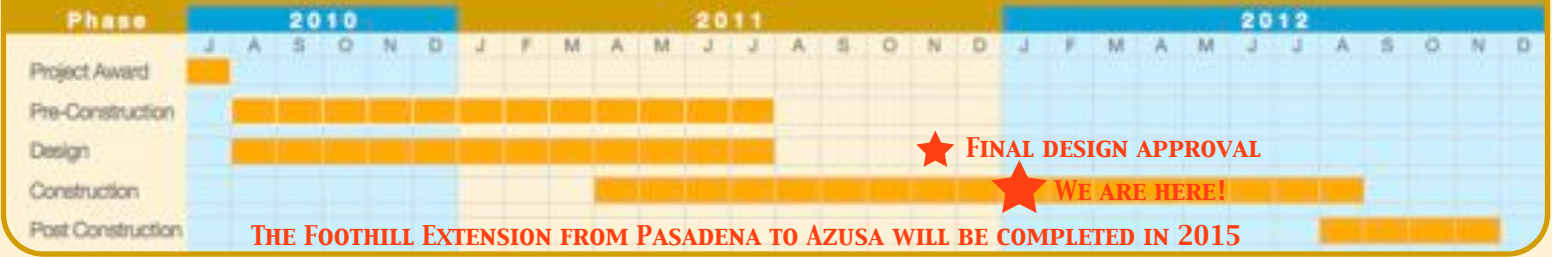 Phase 2010 2011 2012
J A S O N D J F M A M J J A S O N D J F M A M J J A S O N D
Project Award
Pre-Construction
Design FINAL DESIGN APPROVAL
Construction WE ARE HERE!
Post Construction THE FOOTHILL EXTENSION FROM PASADENA TO AZUSA WILL BE COMPLETED IN 2015